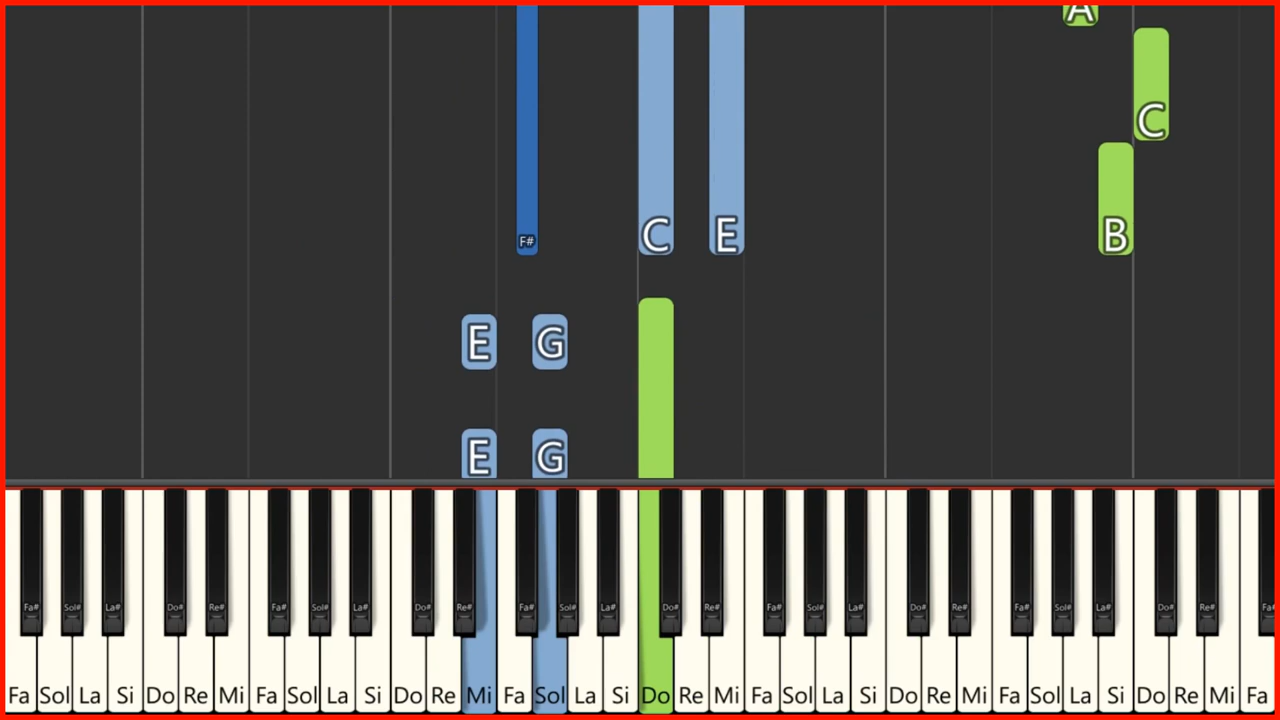 A
C
B
F# C E
E G
E G
Fa# Sol# La# Do# Re# Fa# Sol# La# Do# Re# Fa# Sol# La# Do# Re# Fa# Sol# La# Do# Re# Fa# Sol# La# Do# Re# Fa#
Fa Sol La Si Do Re Mi Fa Sol La Si Do Re Mi Fa Sol La Si Do Re Mi Fa Sol La Si Do Re Mi Fa Sol La Si Do Re Mi Fa